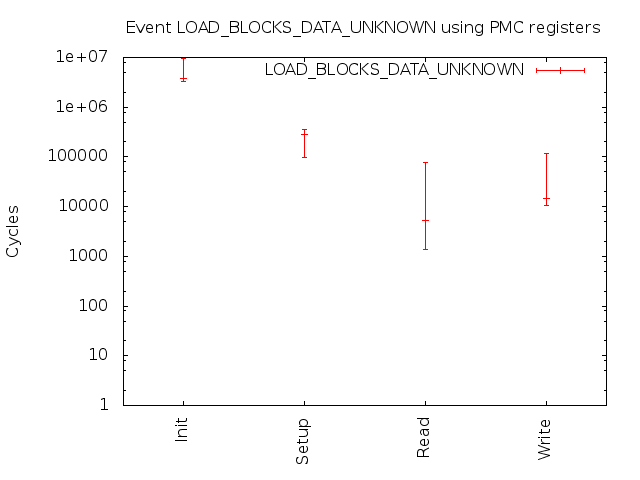 Event LOAD_BLOCKS_DATA_UNKNOWN using PMC registers
LOAD_BLOCKS_DATA_UNKNOWN
1e+07
1e+06
100000
10000
1000
100
10
1
Cycles
Init
Setup
Read
Write